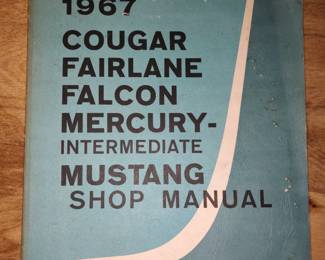 1967
COUGAR
FAIRLANE
FALCON
MERCURY-
INTERMEDIATE
MUSTANG
SHOP MANUAL